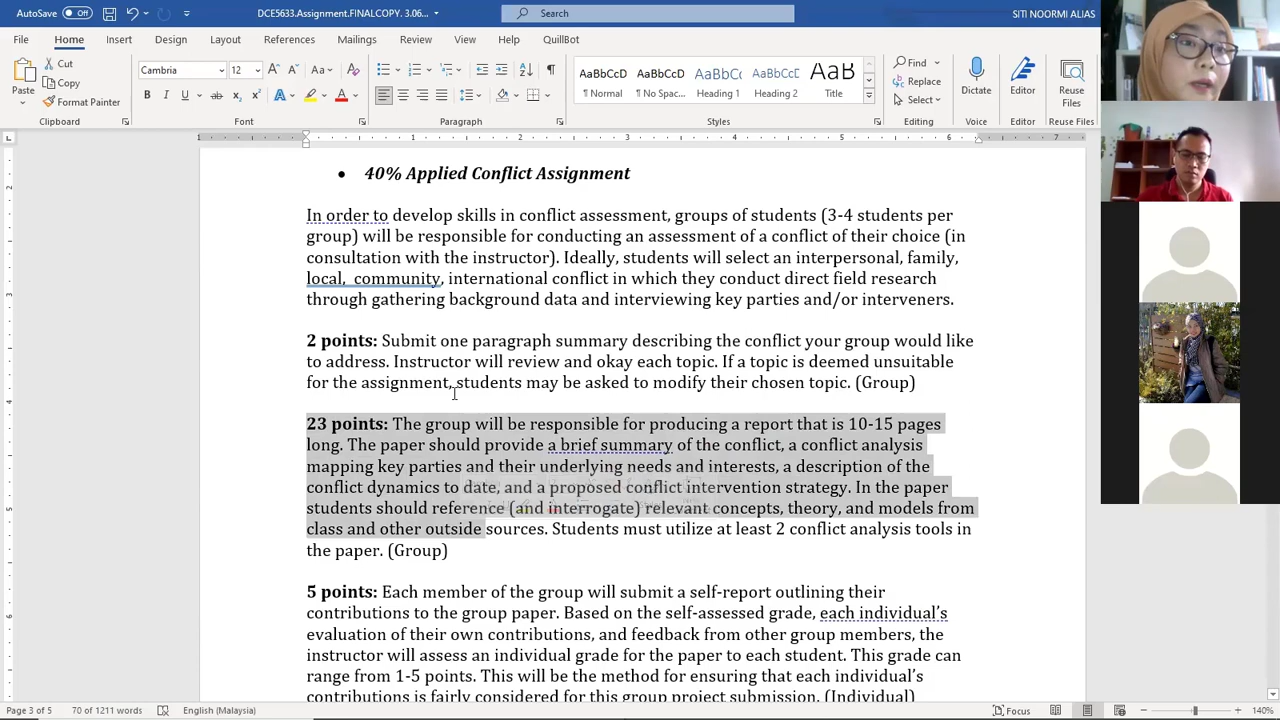 AutoSave Off DCE5633.Assignment.FINALCOPY. 3.06... Search SITI NOORMI ALIAS
File Home Insert Design Layout References Mailings Review View Help QuillBot
Paste Cut Copy Format Painter Clipboard
Cambria 12 Font
Paragraph
AaBbCcD ¶ Normal AaBbCcD ¶ No Spac... AaBbCcD Heading 1 AaBbCcD Heading 2 AaB Title Styles
Find Replace Select Editing
Dictate Voice
Editor Editor
Reuse Files Reuse Files
• 40% Applied Conflict Assignment
In order to develop skills in conflict assessment, groups of students (3-4 students per
group) will be responsible for conducting an assessment of a conflict of their choice (in
consultation with the instructor). Ideally, students will select an interpersonal, family,
local, community, international conflict in which they conduct direct field research
through gathering background data and interviewing key parties and/or interveners.
2 points: Submit one paragraph summary describing the conflict your group would like
to address. Instructor will review and okay each topic. If a topic is deemed unsuitable
for the assignment, students may be asked to modify their chosen topic. (Group)
23 points: The group will be responsible for producing a report that is 10-15 pages
long. The paper should provide a brief summary of the conflict, a conflict analysis
mapping key parties and their underlying needs and interests, a description of the
conflict dynamics to date, and a proposed conflict intervention strategy. In the paper
students should reference (and interrogate) relevant concepts, theory, and models from
class and other outside sources. Students must utilize at least 2 conflict analysis tools in
the paper. (Group)
5 points: Each member of the group will submit a self-report outlining their
contributions to the group paper. Based on the self-assessed grade, each individual's
evaluation of their own contributions, and feedback from other group members, the
instructor will assess an individual grade for the paper to each student. This grade can
range from 1-5 points. This will be the method for ensuring that each individual's
contributions is fairly considered for this group project submission. (Individual)
Page 3 of 5 70 of 1211 words English (Malaysia) Focus 140%